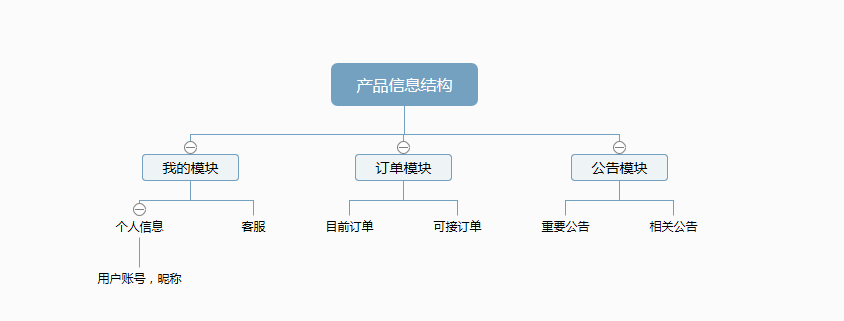 产品信息结构
我的模块
订单模块
公告模块
个人信息
客服
目前订单
可接订单
重要公告
相关公告
用户账号，昵称